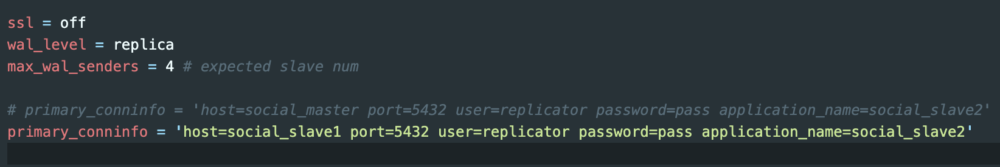 ssl = off
wal_level = replica
max_wal_senders = 4 # expected slave num
# primary_conninfo = 'host=social_master port=5432 user=replicator password=pass application_name=social_slave2'
primary_conninfo = 'host=social_slave1 port=5432 user=replicator password=pass application_name=social_slave2'